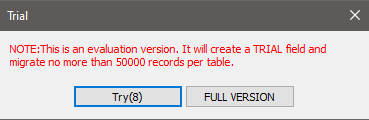 Trial
NOTE:This is an evaluation version. It will create a TRIAL field and
migrate no more than 50000 records per table.
Try(8)
FULL VERSION